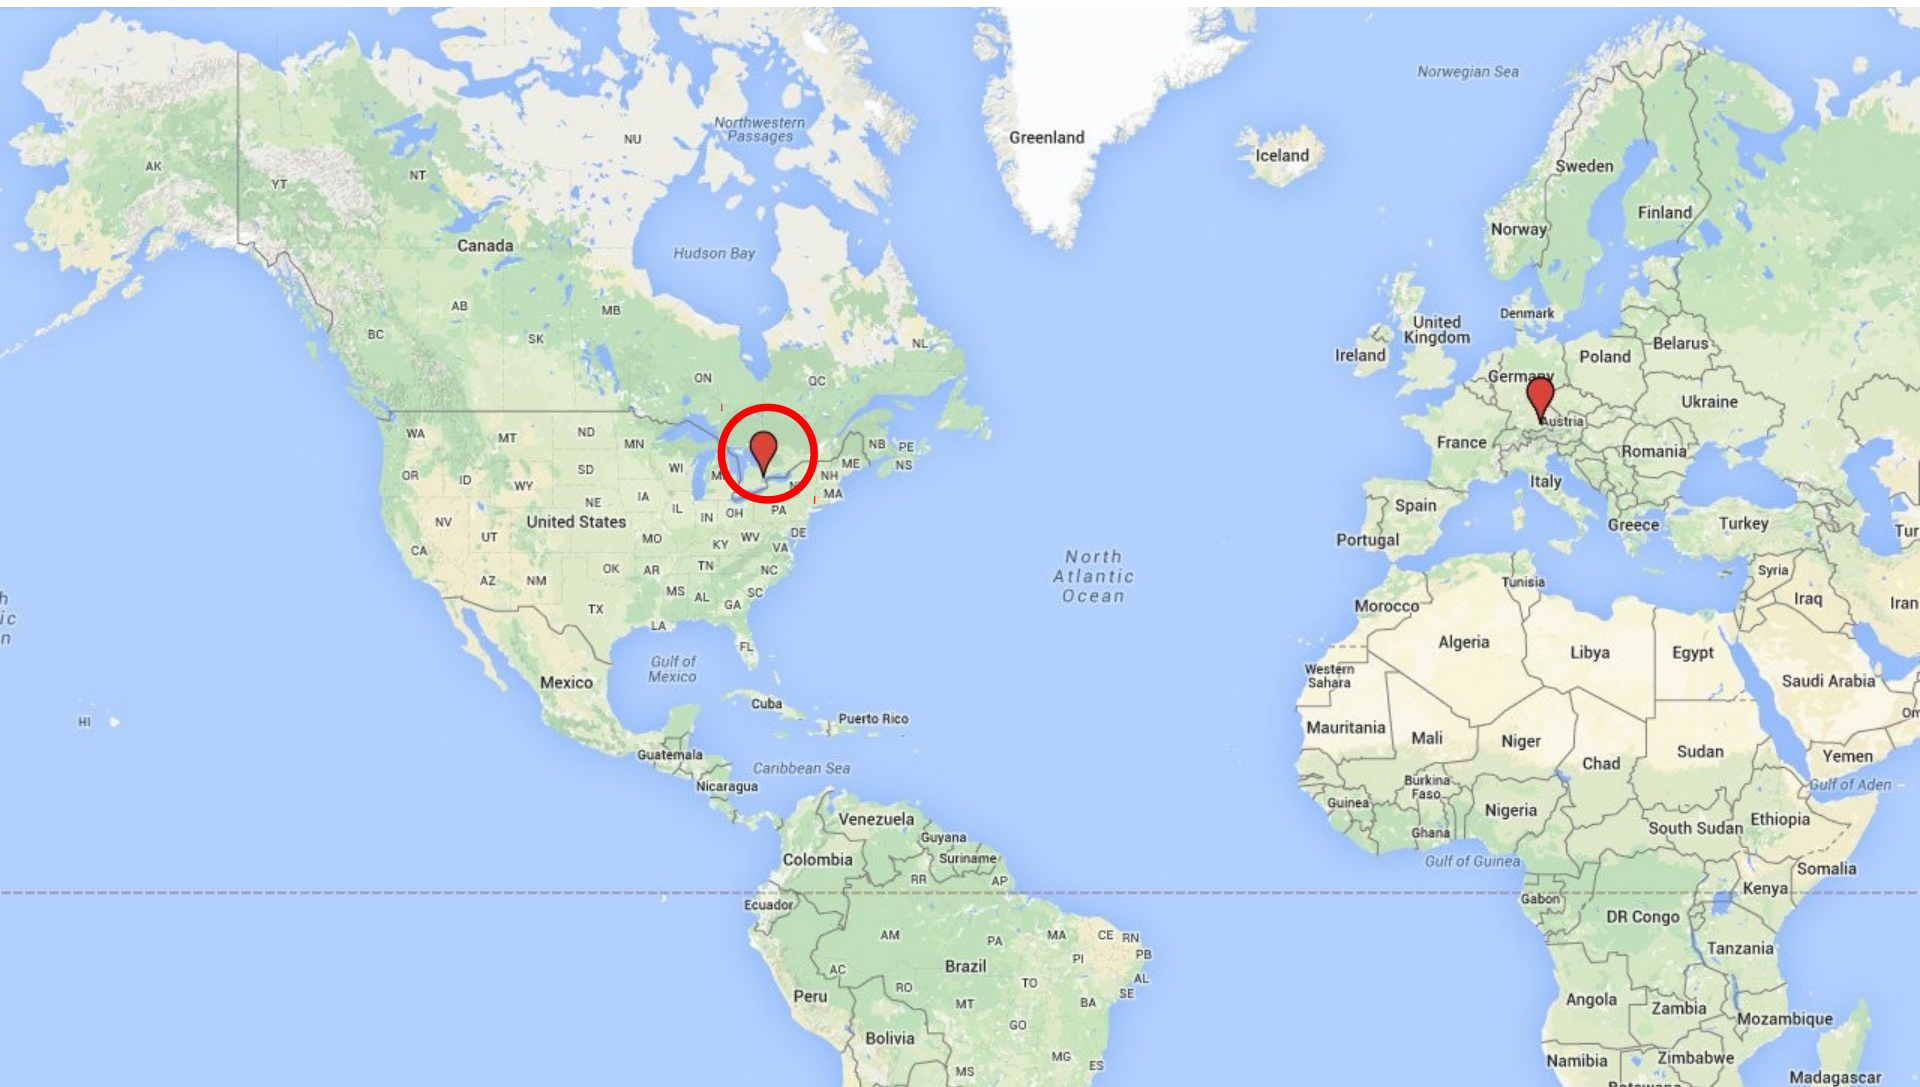 Norwegian Sea
Northwestern
Passages
NU
Greenland
Iceland
AK
YT
NT
Sweden
Finland
Norway
Canada
Hudson Bay
AB
MB
BC
SK
NL
Denmark
United
Kingdom
Ireland
Belarus
Poland
ON
QC
Germany
Ukraine
Austria
WA
MT
ND
MN
NB
PE
France
Romania
OR
ID
SD
WY
WI
ME
NS
NH
Italy
NE
IA
MA
Spain
IL
IN
OH
PA
NV
United States
Greece
Turkey
UT
CA
MO
KY
WV
VA
DE
Portugal
Tur
North
Atlantic
Ocean
AZ
NM
OK
AR
TN
NC
Syria
Tunisia
h
ic
n
MS
AL
GA
SC
TX
LA
Morocco
Iraq
Iran
FL
Algeria
Libya
Egypt
Gulf of
Mexico
Mexico
Western
Sahara
Saudi Arabia
HI
Cuba
Puerto Rico
Om
Mauritania
Mali
Niger
Chad
Sudan
Yemen
Guatemala
Caribbean Sea
Nicaragua
Burkina
Faso
Gulf of Aden
Guinea
Nigeria
Venezuela
Guyana
Ghana
South Sudan
Ethiopia
Colombia
Suriname
Gulf of Guinea
Somalia
RR
AP
Kenya
Ecuador
Gabon
DR Congo
AM
PA
MA
CE
RN
PB
Tanzania
AC
Brazil
PI
AL
TO
SE
Peru
RO
MT
BA
Angola
Zambia
GO
Mozambique
Bolivia
MG
ES
Namibia
Zimbabwe
MS
Madagascar